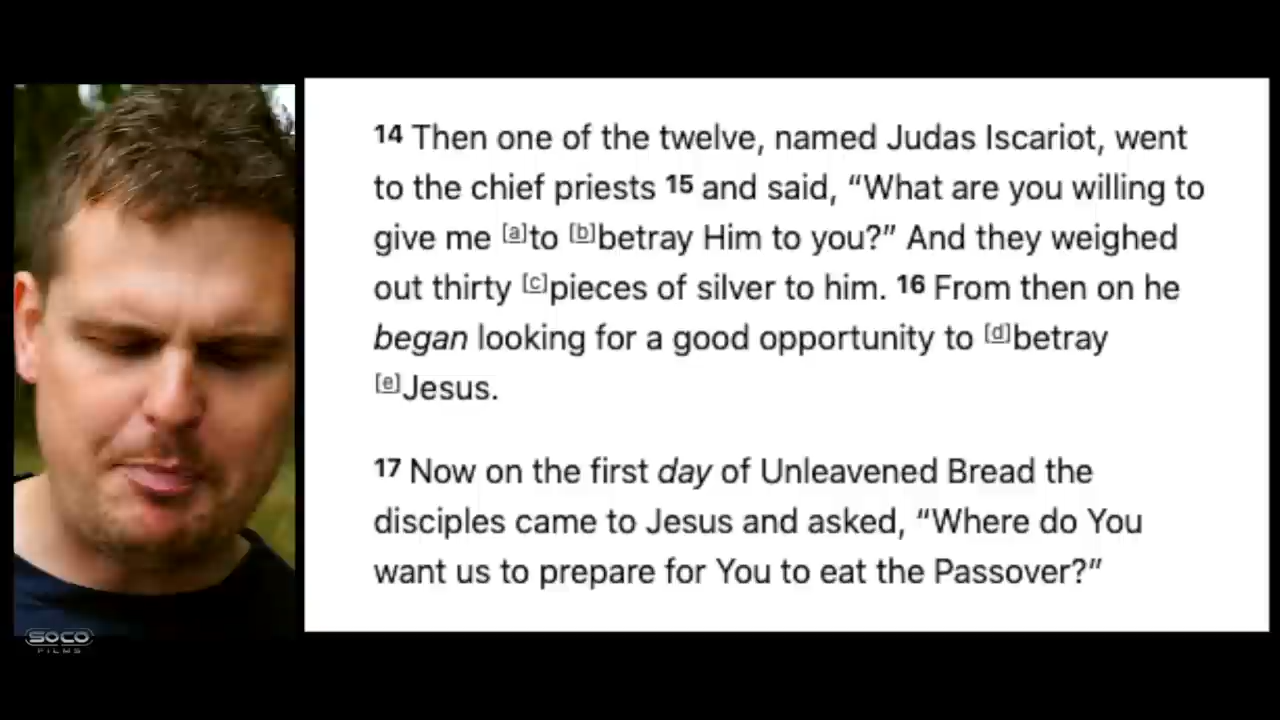 14 Then one of the twelve, named Judas Iscariot, went
to the chief priests 15 and said, “What are you willing to
give me [a]to [b]betray Him to you?” And they weighed
out thirty [c]pieces of silver to him. 16 From then on he
began looking for a good opportunity to [d]betray
[e]Jesus.
17 Now on the first day of Unleavened Bread the
disciples came to Jesus and asked, “Where do You
want us to prepare for You to eat the Passover?”
SOCO
FILMS